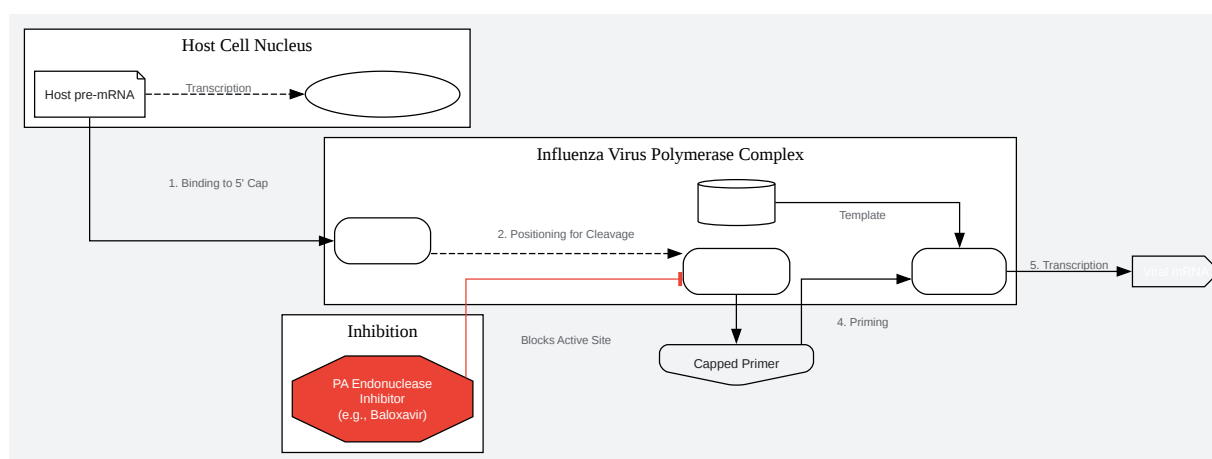 Host Cell Nucleus
Host pre-mRNA
Transcription
Influenza Virus Polymerase Complex
1. Binding to 5' Cap
Template
2. Positioning for Cleavage
5. Transcription
Viral mRNA
4. Priming
Inhibition
Blocks Active Site
Capped Primer
PA Endonuclease
Inhibitor
(e.g., Baloxavir)